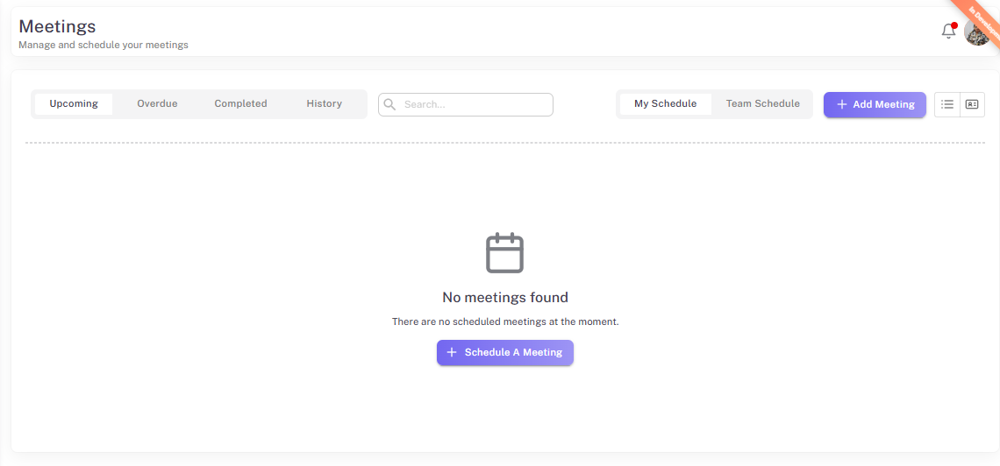 Meetings
Manage and schedule your meetings
In Develop
Upcoming Overdue Completed History Search... My Schedule Team Schedule + Add Meeting
No meetings found
There are no scheduled meetings at the moment.
+ Schedule A Meeting